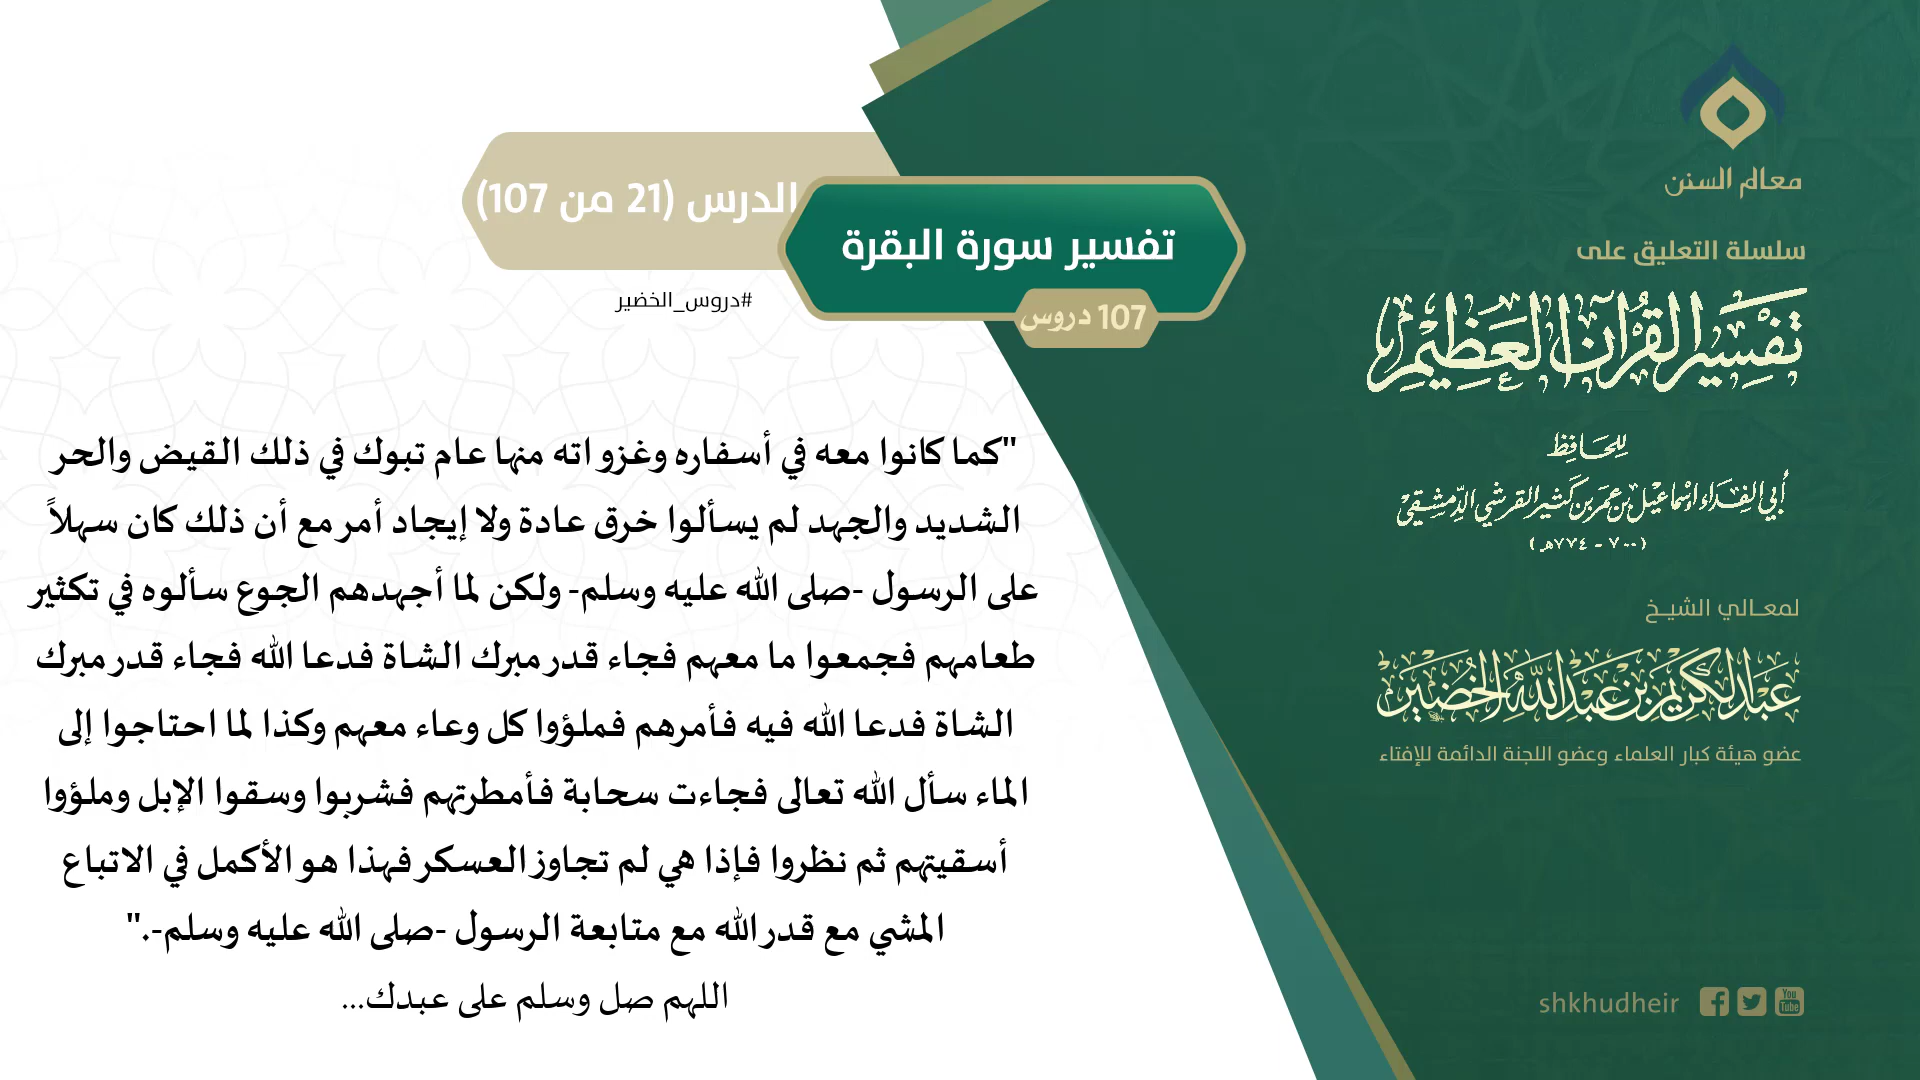 معالم السنن
سلسلة التعليق على
تفسير القرآن العظيم
للحافظ
أبي الفداء إسماعيل بن عمر بن كثير القرشي الدمشقي
(٧٠٠ - ٧٧٤هـ)
لمعالي الشيخ
عبد الكريم بن عبد الله الخضير
عضو هيئة كبار العلماء وعضو اللجنة الدائمة للإفتاء
shkhudheir
You Tube
تفسير سورة البقرة
107 دروس
الدرس (21 من 107)
#دروس_الخضير
"كما كانوا معه في أسفاره وغزواته منها عام تبوك في ذلك القيض والحر
الشديد والجهد لم يسألوا خرق عادة ولا إيجاد أمر مع أن ذلك كان سهلاً
على الرسول -صلى الله عليه وسلم- ولكن لما أجهدهم الجوع سألوه في تكثير
طعامهم فجمعوا ما معهم فجاء قدر مبرك الشاة فدعا الله فجاء قدر مبرك
الشاة فدعا الله فيه فأمرهم فملؤوا كل وعاء معهم وكذا لما احتاجوا إلى
الماء سأل الله تعالى فجاءت سحابة فأمطرتهم فشربوا وسقوا الإبل وملؤوا
أسقيتهم ثم نظروا فإذا هي لم تجاوز العسكر فهذا هو الأكمل في الاتباع
المشي مع قدر الله مع متابعة الرسول -صلى الله عليه وسلم-."
اللهم صل وسلم على عبدك...